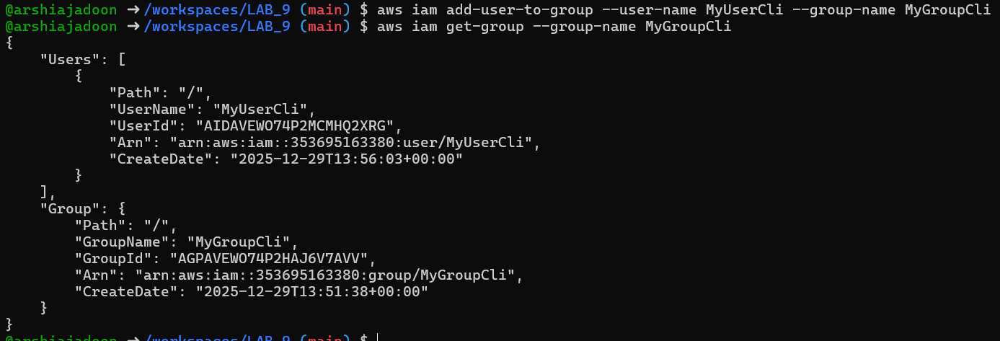 @arshiajadoon ➜ /workspaces/LAB_9 (main) $ aws iam add-user-to-group --user-name MyUserCli --group-name MyGroupCli
@arshiajadoon ➜ /workspaces/LAB_9 (main) $ aws iam get-group --group-name MyGroupCli
{
    "Users": [
        {
            "Path": "/",
            "UserName": "MyUserCli",
            "UserId": "AIDAVEWO74P2MCMHQ2XRG",
            "Arn": "arn:aws:iam::353695163380:user/MyUserCli",
            "CreateDate": "2025-12-29T13:56:03+00:00"
        }
    ],
    "Group": {
        "Path": "/",
        "GroupName": "MyGroupCli",
        "GroupId": "AGPAVEWO74P2HAJ6V7AVV",
        "Arn": "arn:aws:iam::353695163380:group/MyGroupCli",
        "CreateDate": "2025-12-29T13:51:38+00:00"
    }
}
@arshiajadoon ➜ /workspaces/LAB_9 (main) $